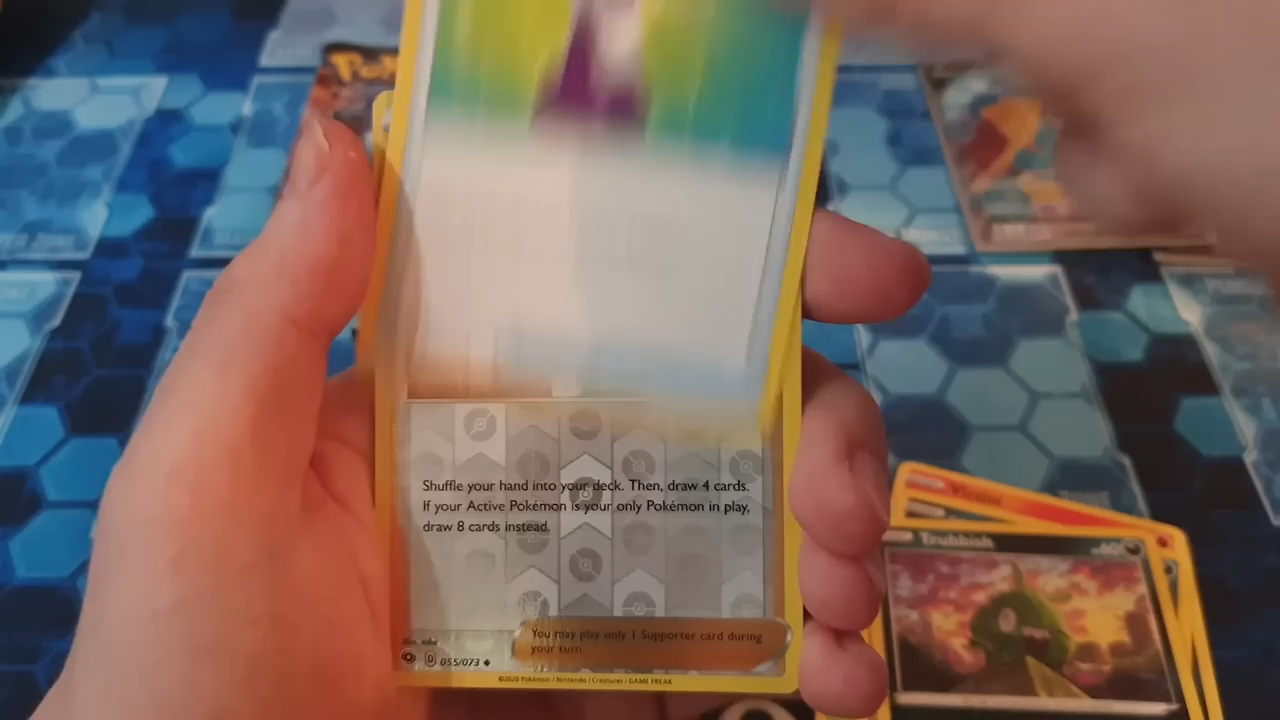 Pok
Shuffle your hand into your deck. Then, draw 4 cards.
If your Active Pokémon is your only Pokémon in play,
draw 8 cards instead.
You may play only 1 Supporter card during
your turn.
D 055/073
©2020 Pokémon / Nintendo / Creatures / GAME FREAK
Trubbish
60